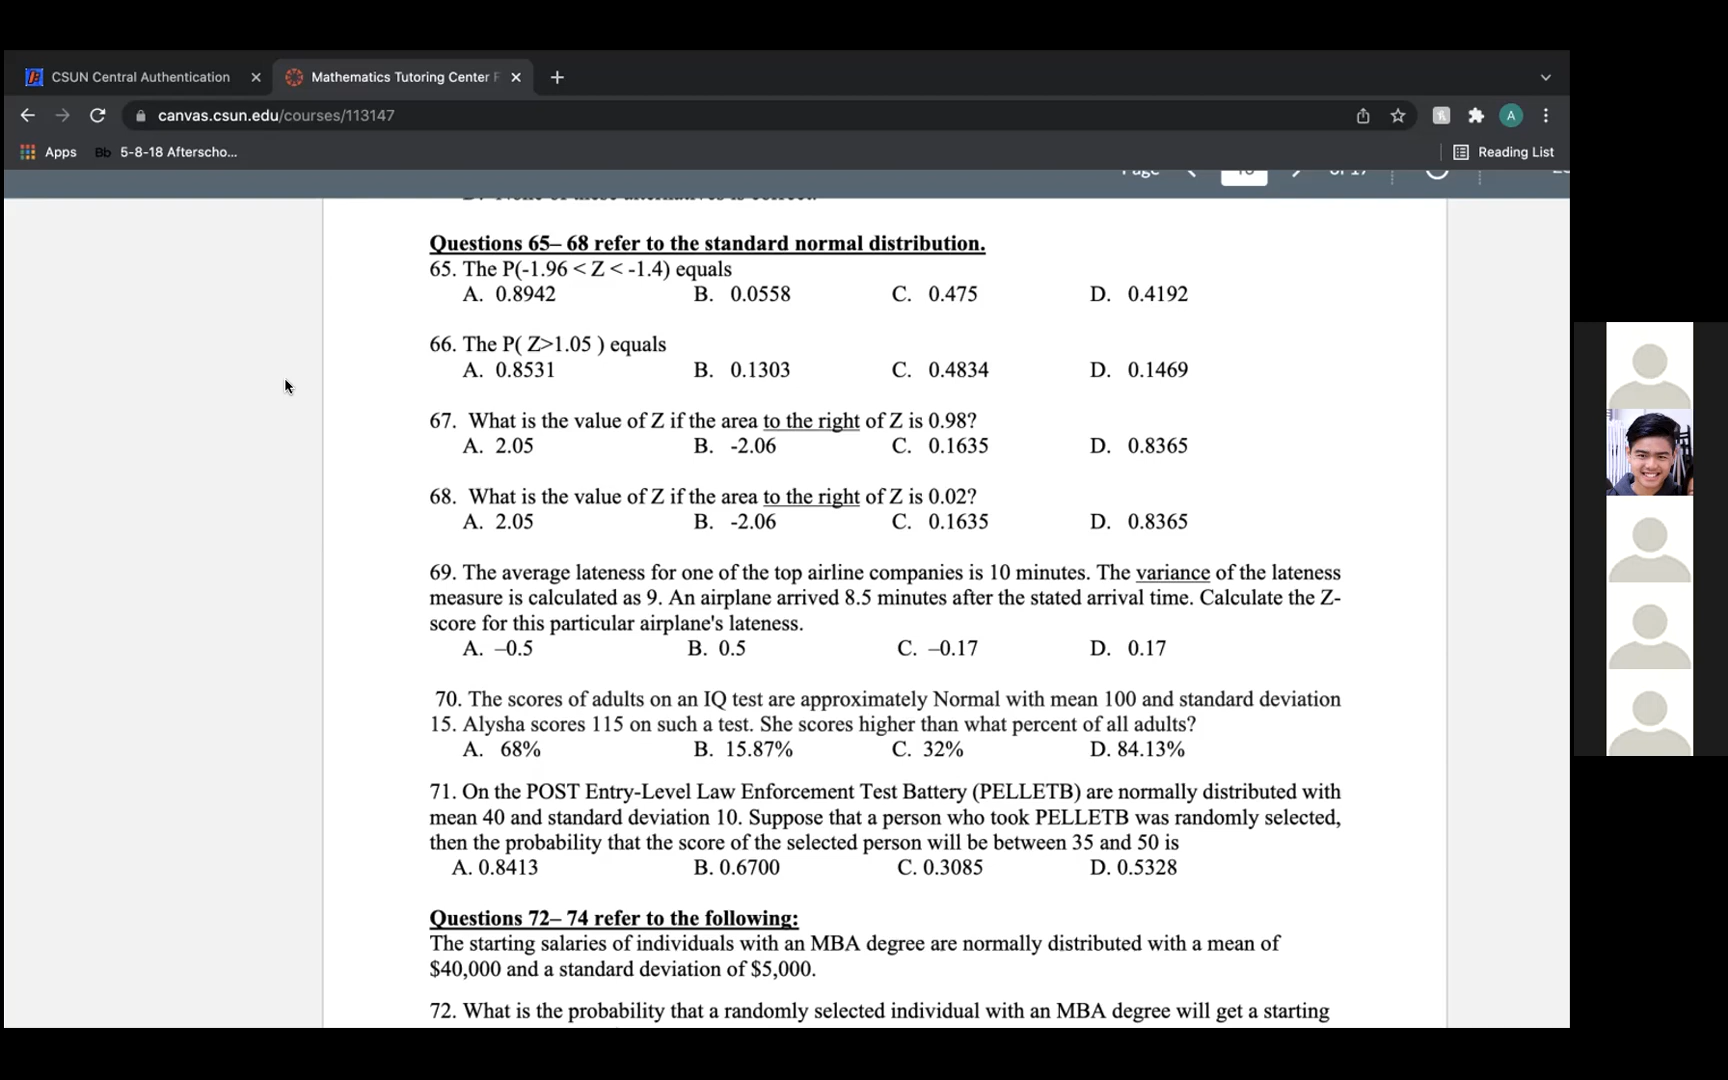 CSUN Central Authentication
Mathematics Tutoring Center F
canvas.csun.edu/courses/113147
A
Apps
Bb 5-8-18 Afterscho...
Reading List
Page
of 17
D. None of these alternatives is correct.
Questions 65– 68 refer to the standard normal distribution.
65. The P(-1.96 < Z < -1.4) equals
A. 0.8942 B. 0.0558 C. 0.475 D. 0.4192
66. The P( Z>1.05 ) equals
A. 0.8531 B. 0.1303 C. 0.4834 D. 0.1469
67. What is the value of Z if the area to the right of Z is 0.98?
A. 2.05 B. -2.06 C. 0.1635 D. 0.8365
68. What is the value of Z if the area to the right of Z is 0.02?
A. 2.05 B. -2.06 C. 0.1635 D. 0.8365
69. The average lateness for one of the top airline companies is 10 minutes. The variance of the lateness
measure is calculated as 9. An airplane arrived 8.5 minutes after the stated arrival time. Calculate the Z-
score for this particular airplane's lateness.
A. –0.5 B. 0.5 C. –0.17 D. 0.17
70. The scores of adults on an IQ test are approximately Normal with mean 100 and standard deviation
15. Alysha scores 115 on such a test. She scores higher than what percent of all adults?
A. 68% B. 15.87% C. 32% D. 84.13%
71. On the POST Entry-Level Law Enforcement Test Battery (PELLETB) are normally distributed with
mean 40 and standard deviation 10. Suppose that a person who took PELLETB was randomly selected,
then the probability that the score of the selected person will be between 35 and 50 is
A. 0.8413 B. 0.6700 C. 0.3085 D. 0.5328
Questions 72– 74 refer to the following:
The starting salaries of individuals with an MBA degree are normally distributed with a mean of
$40,000 and a standard deviation of $5,000.
72. What is the probability that a randomly selected individual with an MBA degree will get a starting